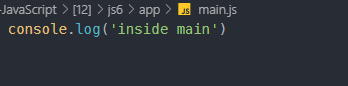 -JavaScript > [12] > js6 > app > JS main.js
console.log('inside main')